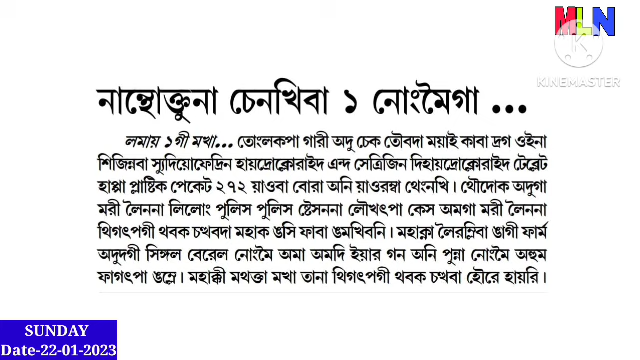 MLN
K
KINEMASTER
নান্থোক্তুনা চেনখিবা ১ নোংমৈগা ...
লমায় ১গী মখা... তোংলকপা গারী অদু চেক তৌবদা ময়াই কাবা দ্রগ ওইনা
শিজিন্নবা স্যুদিয়োফেদ্রিন হায়দ্রোক্লোরাইদ এন্দ সেত্রিজিন দিহায়দ্রোক্লোরাইদ টেব্লেট
হাপ্পা প্লাষ্টিক পেকেট ২৭২ য়াওবা বোরা অনি য়াওরম্বা থেংনখি। থৌদোক অদুগা
মরী লৈননা লিলোং পুলিস পুলিস ষ্টেসননা লৌখৎপা কেস অমগা মরী লৈননা
থিগৎপগী থবক চত্থবদা মহাক ঙসি ফাবা ঙমখিবনি। মহাক্না লৈরম্লিবা ঙাগী ফার্ম
অদুদগী সিঙ্গল বেরেল নোংমৈ অমা অমদি ইয়ার গন অনি পুন্না নোংমৈ অহুম
ফাগৎপা ঙম্লে। মহাক্কী মথক্তা মখা তানা থিগৎপগী থবক চত্থবা হৌরে হায়রি।
SUNDAY
Date-22-01-2023